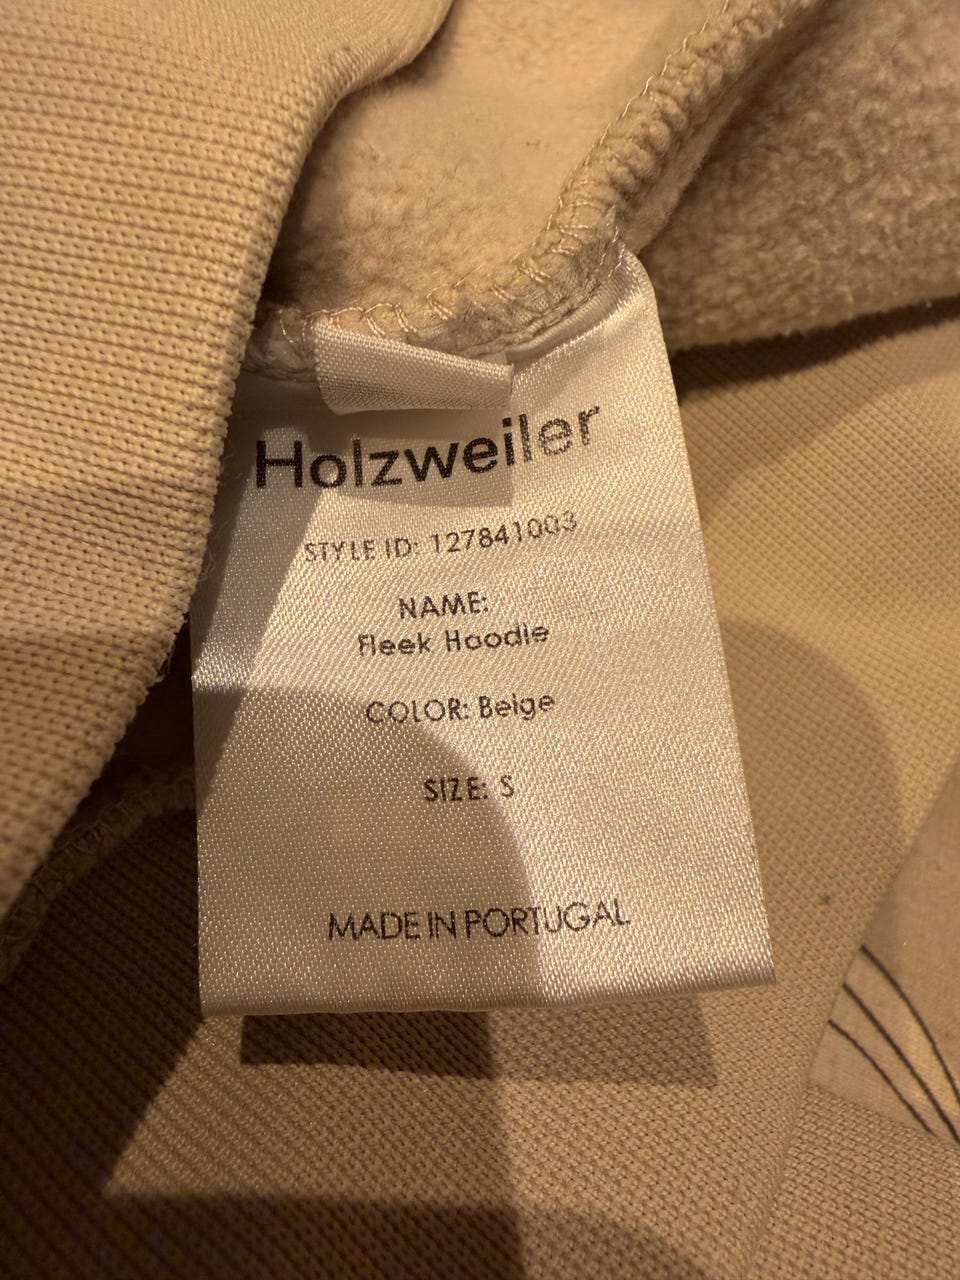 Holzweiler
STYLE ID: 127841003
NAME:
Fleek Hoodie
COLOR: Beige
SIZE: S
MADE IN PORTUGAL